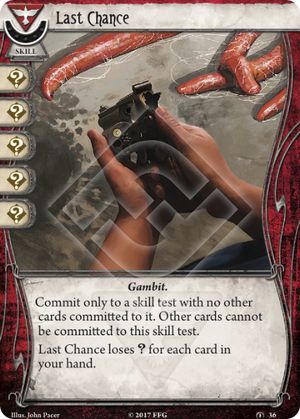 Last Chance
SKILL
?
?
?
?
?
Gambit.
Commit only to a skill test with no other
cards committed to it. Other cards cannot
be committed to this skill test.
Last Chance loses ? for each card in
your hand.
Illus. John Pacer © 2017 FFG 36